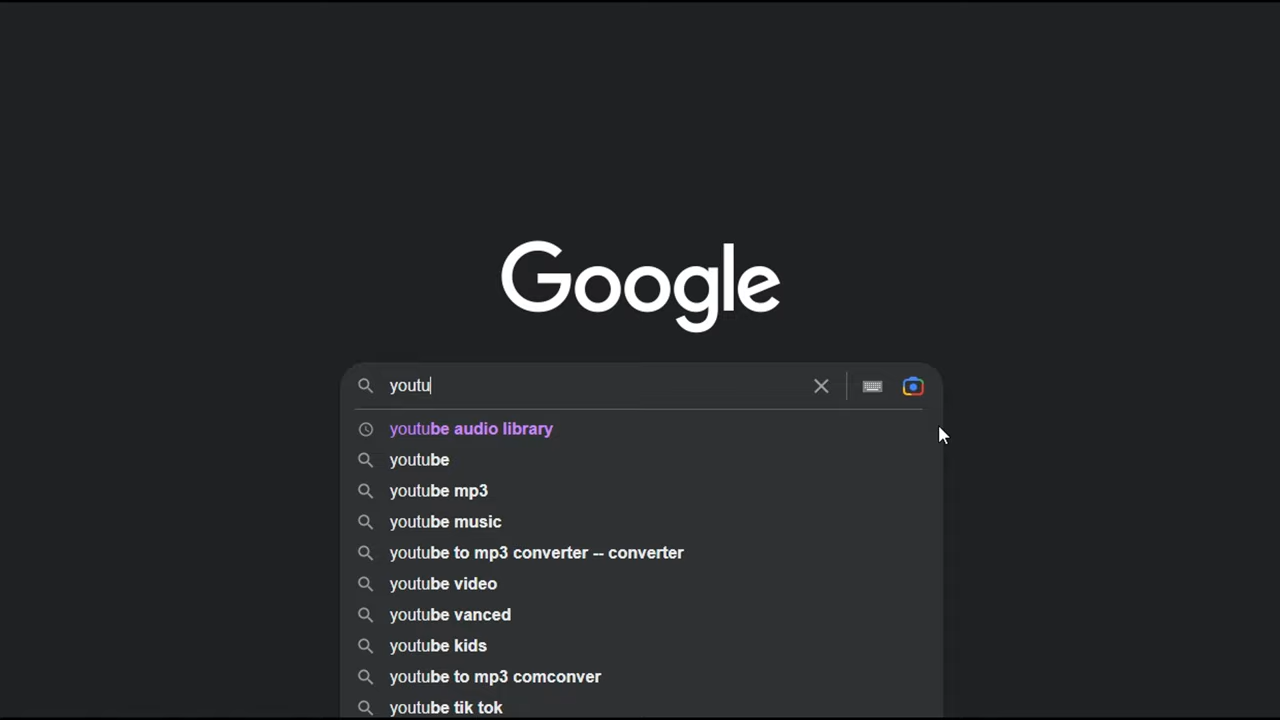 Google
youtu
youtube audio library
youtube
youtube mp3
youtube music
youtube to mp3 converter -- converter
youtube video
youtube vanced
youtube kids
youtube to mp3 comconver
youtube tik tok